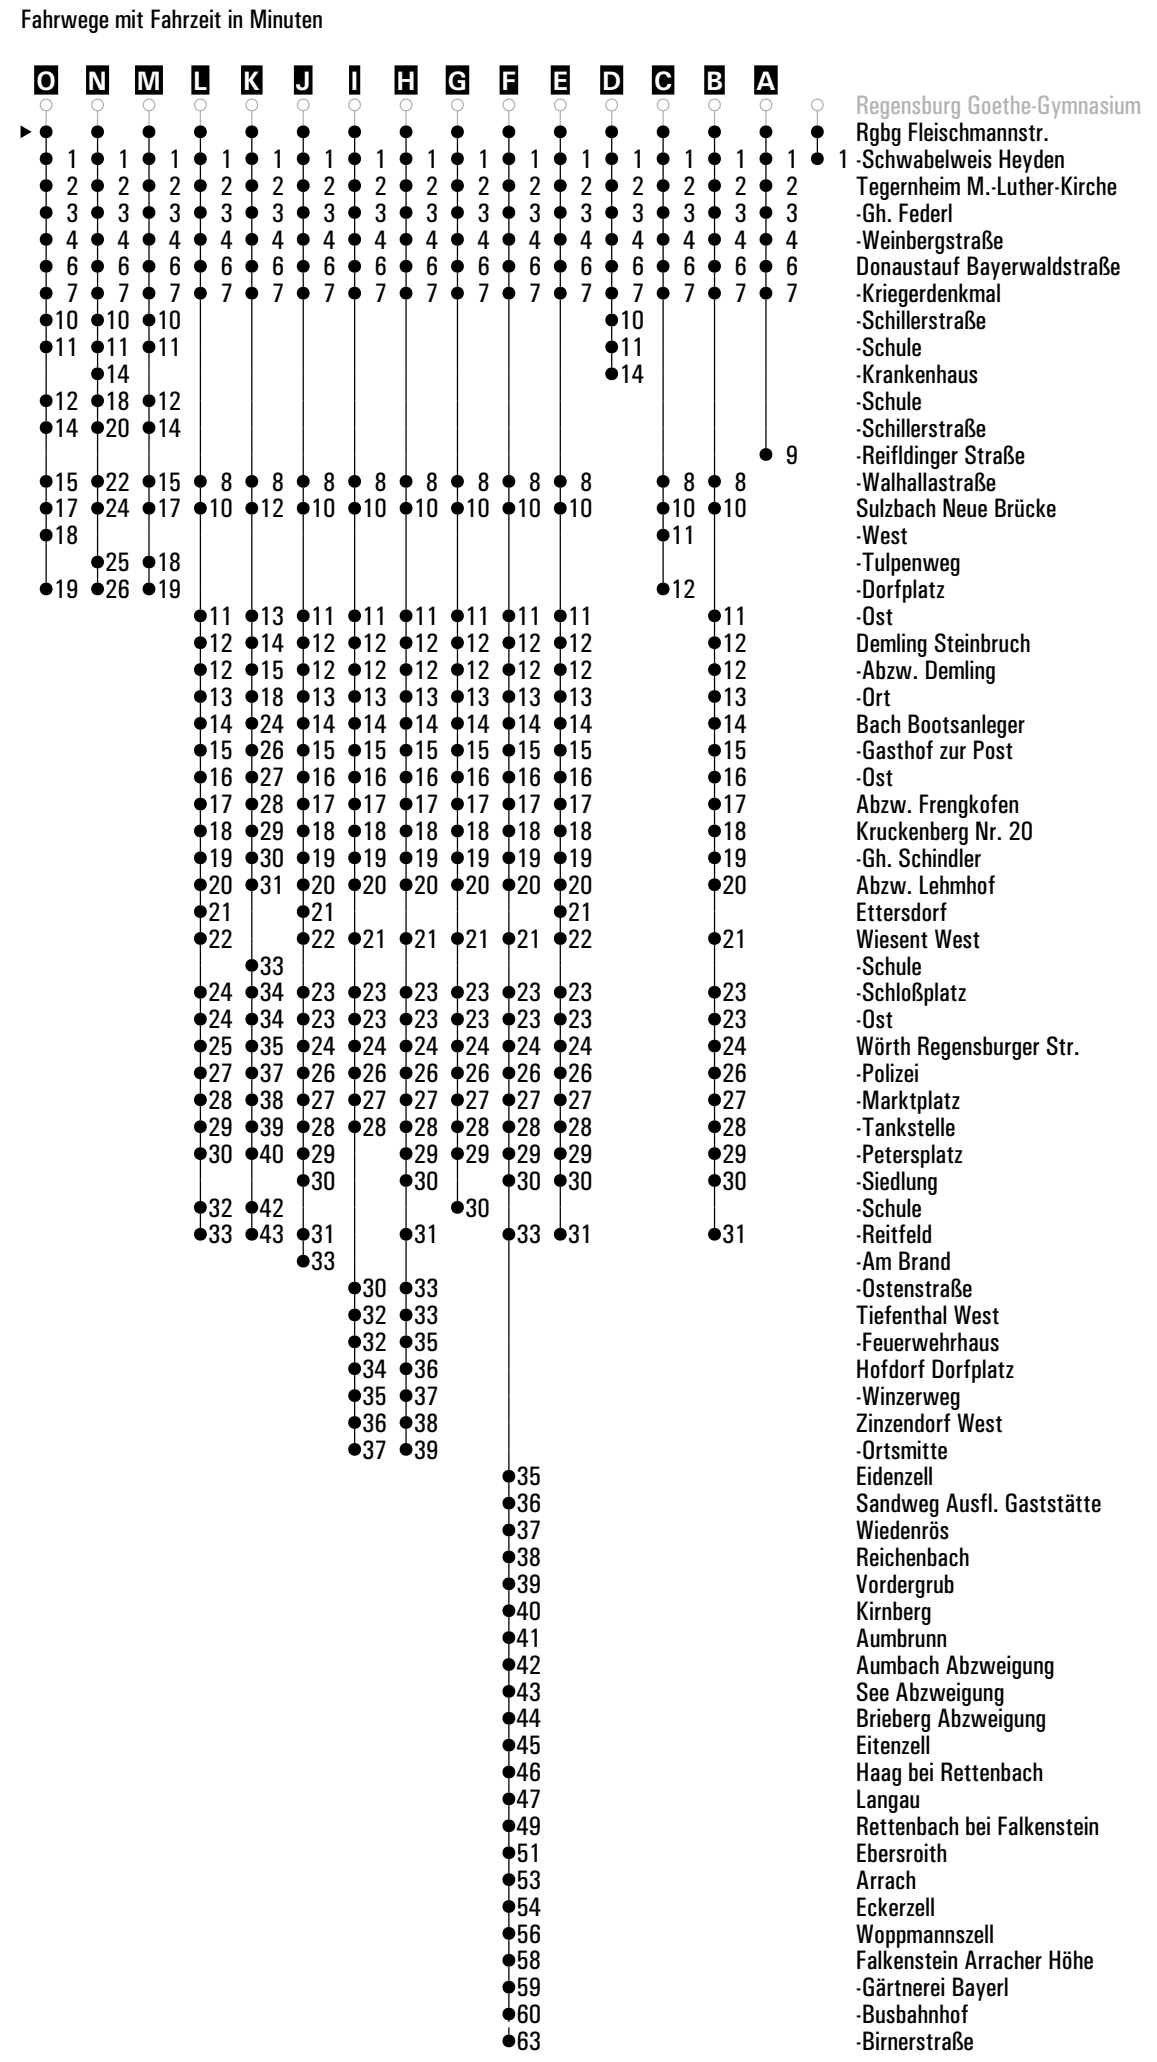 Fahrwege mit Fahrzeit in Minuten
O N M L K J I H G F E D C B A
Regensburg Goethe-Gymnasium
Rgbg Fleischmannstr.
1 1 1 1 1 1 1 1 1 1 1 1 1 1 1 1 -Schwabelweis Heyden
2 2 2 2 2 2 2 2 2 2 2 2 2 2 2 Tegernheim M.-Luther-Kirche
3 3 3 3 3 3 3 3 3 3 3 3 3 3 3 -Gh. Federl
4 4 4 4 4 4 4 4 4 4 4 4 4 4 4 -Weinbergstraße
6 6 6 6 6 6 6 6 6 6 6 6 6 6 6 Donaustauf Bayerwaldstraße
7 7 7 7 7 7 7 7 7 7 7 7 7 7 7 -Kriegerdenkmal
10 10 10 10 -Schillerstraße
11 11 11 11 -Schule
14 14 -Krankenhaus
12 18 12 -Schule
14 20 14 -Schillerstraße
9 -Reifldinger Straße
15 22 15 8 8 8 8 8 8 8 8 8 8 -Walhallastraße
17 24 17 10 12 10 10 10 10 10 10 10 10 Sulzbach Neue Brücke
18 11 -West
25 18 -Tulpenweg
19 26 19 12 -Dorfplatz
11 13 11 11 11 11 11 11 11 -Ost
12 14 12 12 12 12 12 12 12 Demling Steinbruch
12 15 12 12 12 12 12 12 12 -Abzw. Demling
13 18 13 13 13 13 13 13 13 -Ort
14 24 14 14 14 14 14 14 14 Bach Bootsanleger
15 26 15 15 15 15 15 15 15 -Gasthof zur Post
16 27 16 16 16 16 16 16 16 -Ost
17 28 17 17 17 17 17 17 17 Abzw. Frengkofen
18 29 18 18 18 18 18 18 18 Kruckenberg Nr. 20
19 30 19 19 19 19 19 19 19 -Gh. Schindler
20 31 20 20 20 20 20 20 20 Abzw. Lehmhof
21 21 21 Ettersdorf
22 22 21 21 21 21 22 21 Wiesent West
33 -Schule
24 34 23 23 23 23 23 23 23 -Schloßplatz
24 34 23 23 23 23 23 23 23 -Ost
25 35 24 24 24 24 24 24 24 Wörth Regensburger Str.
27 37 26 26 26 26 26 26 26 -Polizei
28 38 27 27 27 27 27 27 27 -Marktplatz
29 39 28 28 28 28 28 28 28 -Tankstelle
30 40 29 29 29 29 29 29 -Petersplatz
30 30 30 30 30 -Siedlung
32 42 30 -Schule
33 43 31 31 33 31 31 -Reitfeld
33 -Am Brand
30 33 -Ostenstraße
32 33 Tiefenthal West
32 35 -Feuerwehrhaus
34 36 Hofdorf Dorfplatz
35 37 -Winzerweg
36 38 Zinzendorf West
37 39 -Ortsmitte
35 Eidenzell
36 Sandweg Ausfl. Gaststätte
37 Wiedenrös
38 Reichenbach
39 Vordergrub
40 Kirnberg
41 Aumbrunn
42 Aumbach Abzweigung
43 See Abzweigung
44 Brieberg Abzweigung
45 Eitenzell
46 Haag bei Rettenbach
47 Langau
49 Rettenbach bei Falkenstein
51 Ebersroith
53 Arrach
54 Eckerzell
56 Woppmannszell
58 Falkenstein Arracher Höhe
59 -Gärtnerei Bayerl
60 -Busbahnhof
63 -Birnerstraße